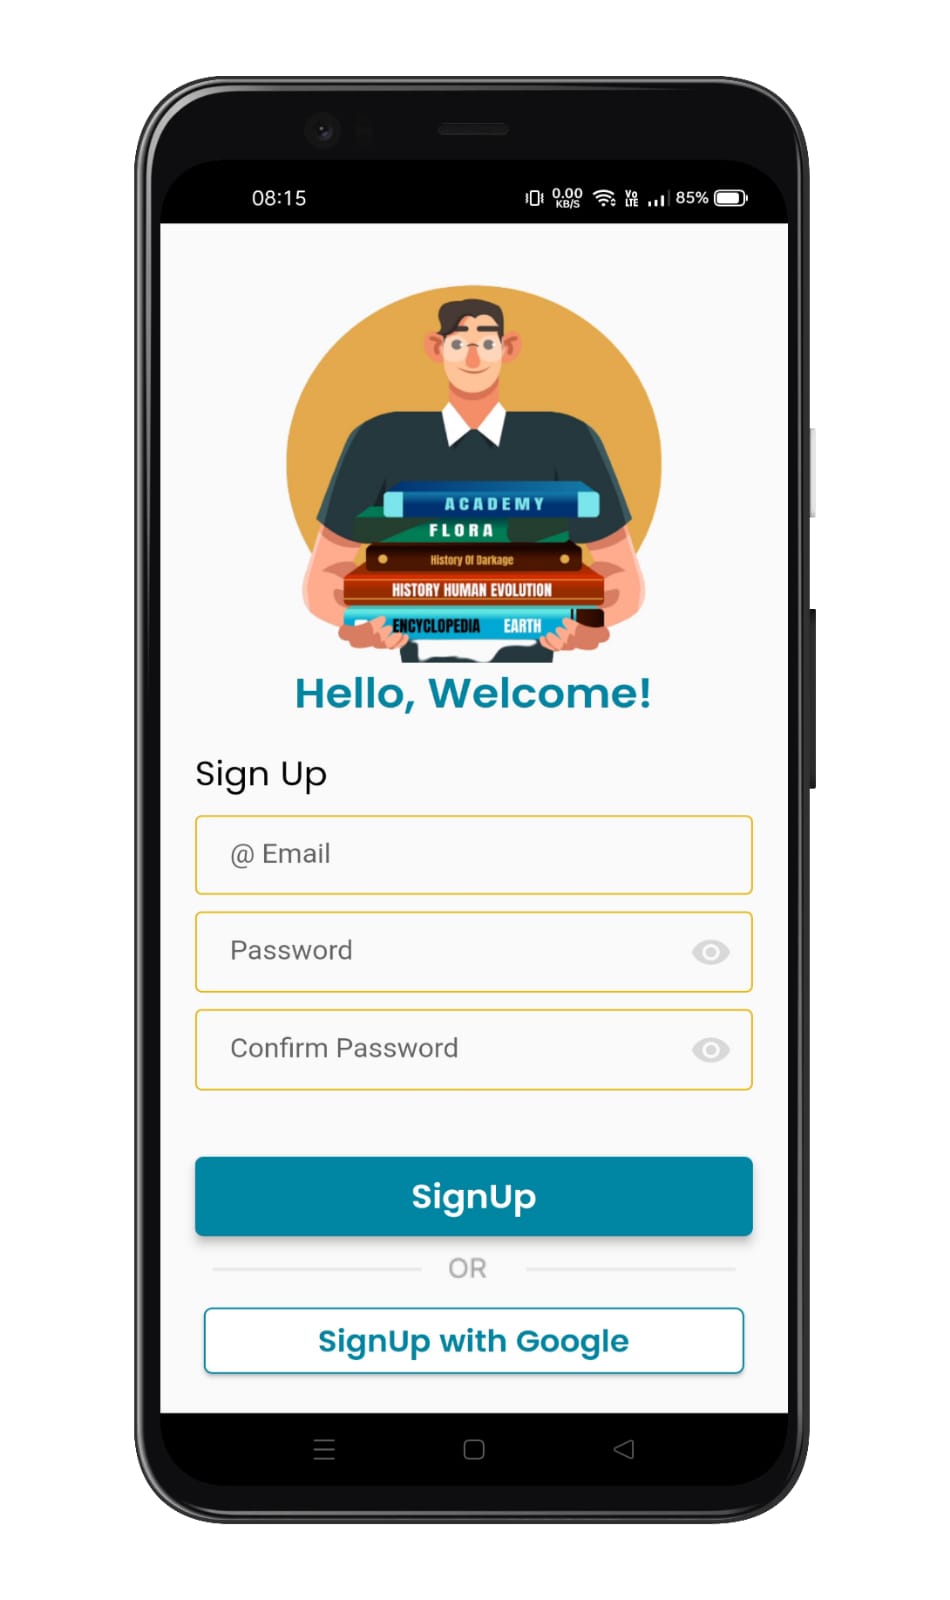 08:15 0.00 KB/S Vo LTE 85%
ACADEMY
FLORA
History Of Darkage
HISTORY HUMAN EVOLUTION
ENCYCLOPEDIA EARTH
Hello, Welcome!
Sign Up
@ Email
Password
Confirm Password
SignUp
OR
SignUp with Google